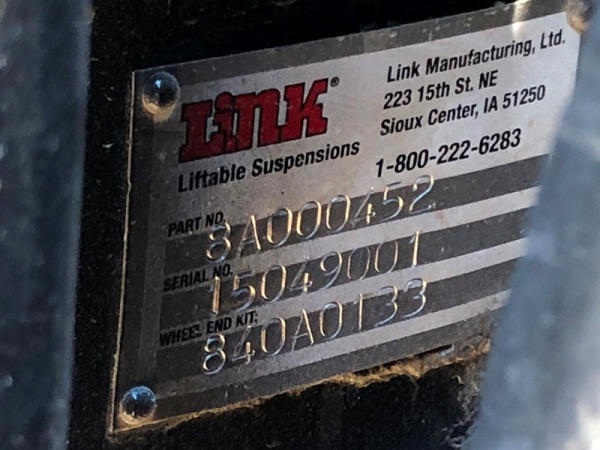 Link®
Liftable Suspensions
Link Manufacturing, Ltd.
223 15th St. NE
Sioux Center, IA 51250
1-800-222-6283
PART NO.
8A000452
SERIAL NO.
15049001
WHEEL END KIT:
840A0133